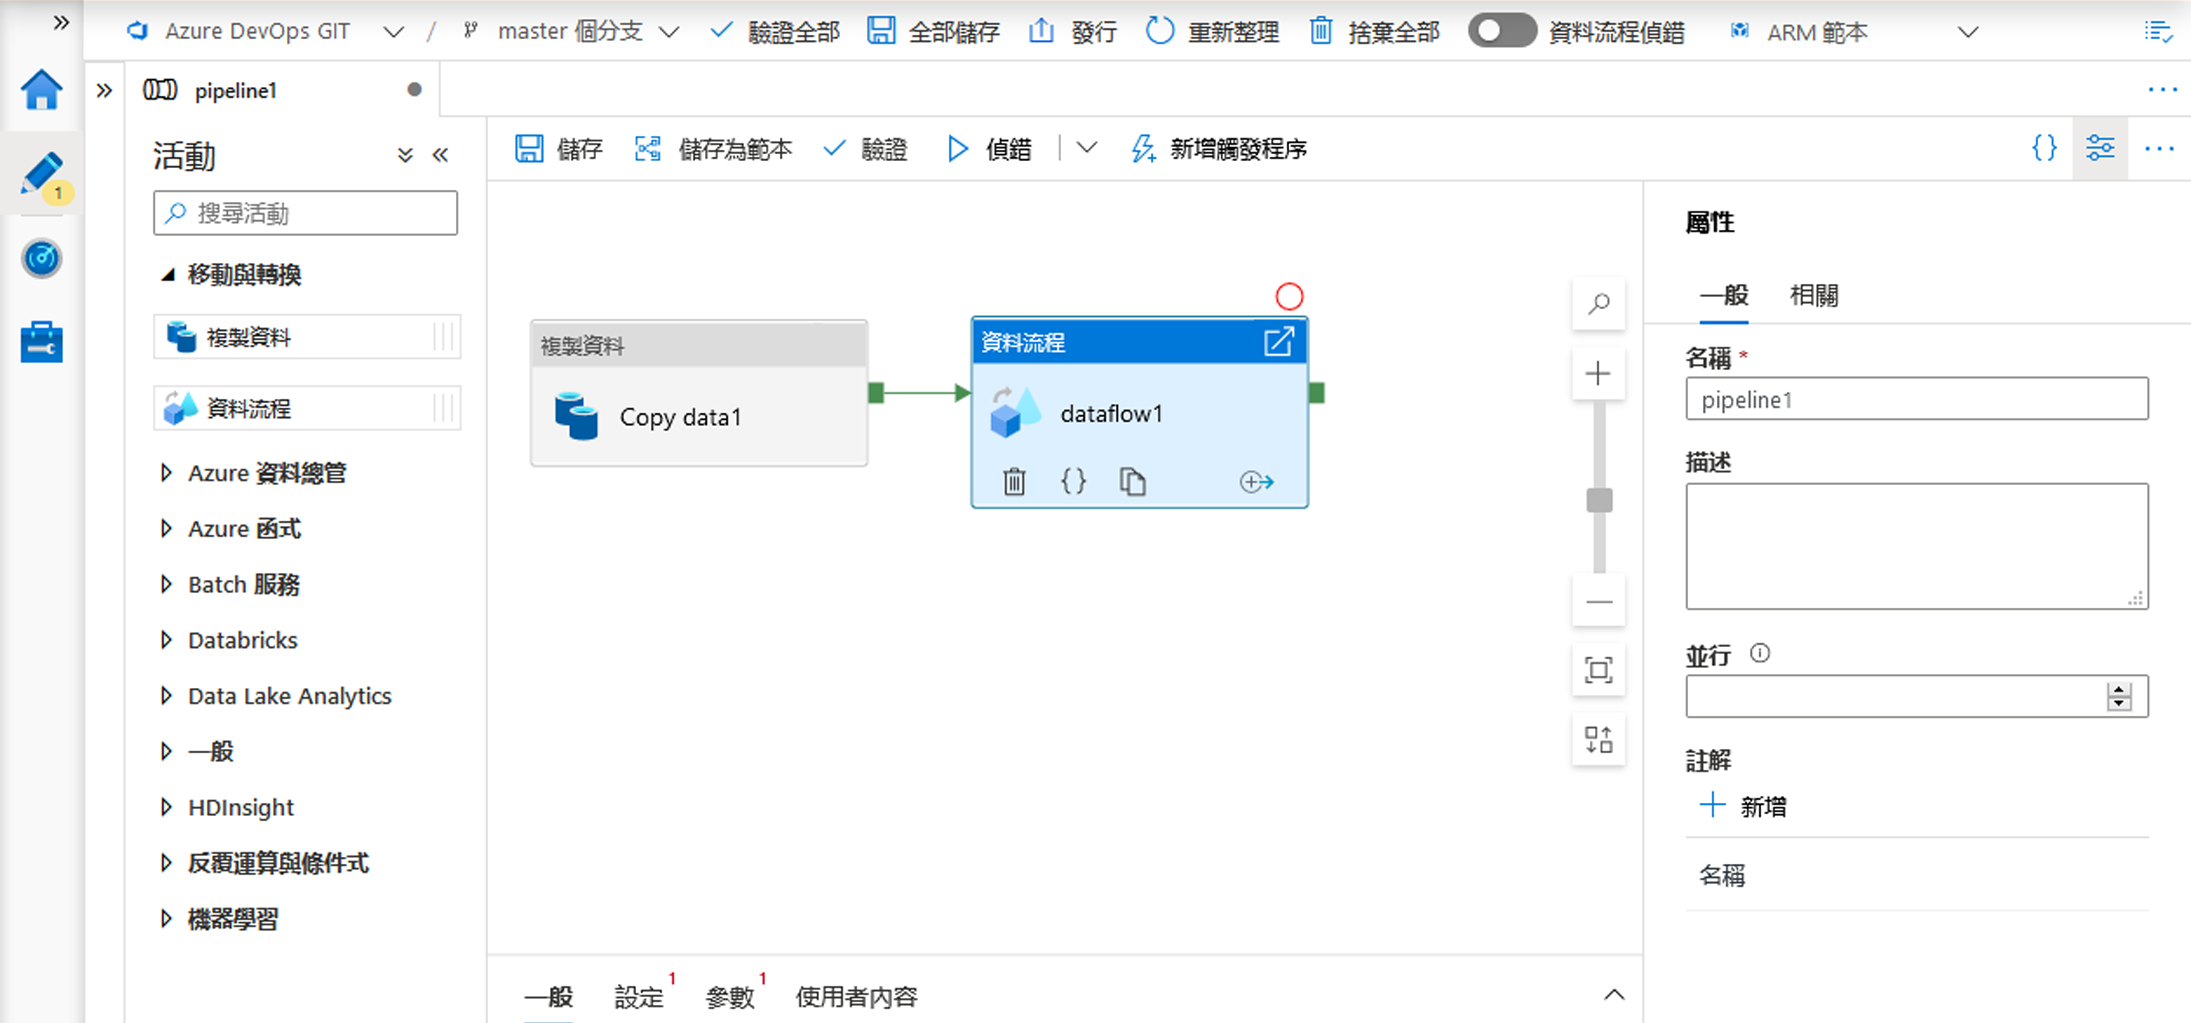 Azure DevOps GIT / master 個分支 驗證全部 全部儲存 發行 重新整理 捨棄全部 資料流程偵錯 ARM 範本
pipeline1
1
活動
儲存 儲存為範本 驗證 偵錯 新增觸發程序
搜尋活動
移動與轉換
複製資料
資料流程
Azure 資料總管
Azure 函式
Batch 服務
Databricks
Data Lake Analytics
一般
HDInsight
反覆運算與條件式
機器學習
複製資料
Copy data1
資料流程
dataflow1
一般 設定 1 參數 1 使用者內容
屬性
一般 相關
名稱 *
pipeline1
描述
並行
註解
新增
名稱